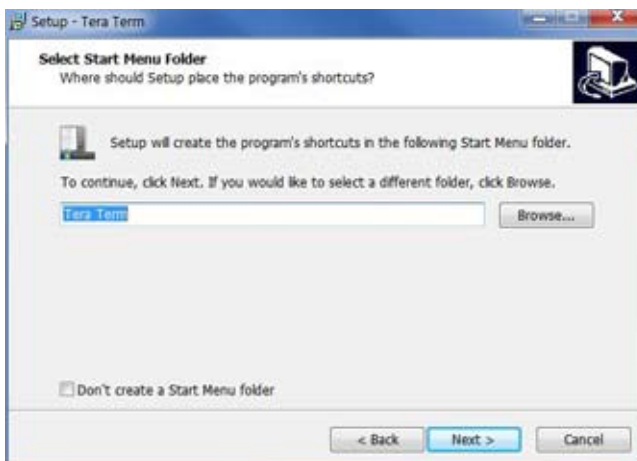 Setup - Tera Term
Select Start Menu Folder
Where should Setup place the program's shortcuts?
Setup will create the program's shortcuts in the following Start Menu folder.
To continue, click Next. If you would like to select a different folder, click Browse.
Tera Term
Browse...
Don't create a Start Menu folder
< Back
Next >
Cancel